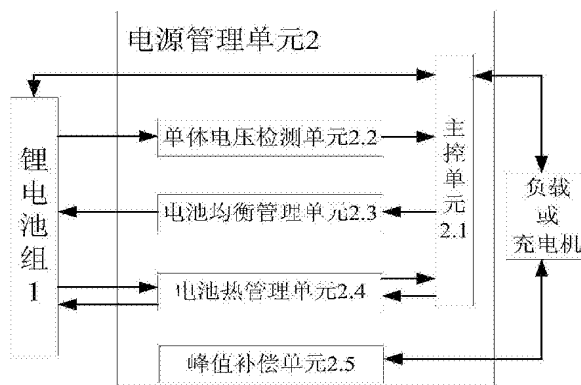 电源管理单元2
单体电压检测单元2.2
电池均衡管理单元2.3
电池热管理单元2.4
峰值补偿单元2.5
锂
电
池
组
1
主
控
单
元
2.1
负载
或
充电机